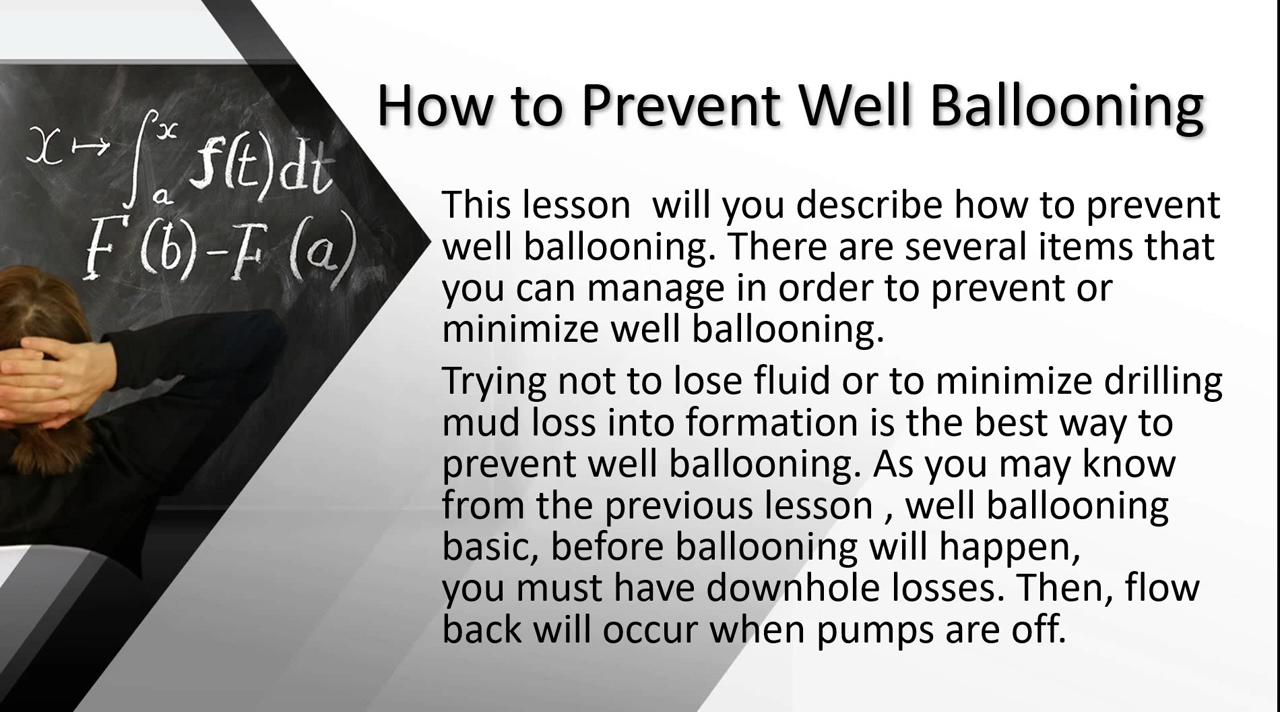 x ↦ ∫ₐˣ f(t)dt
F(b)-F(a)
How to Prevent Well Ballooning
This lesson  will you describe how to prevent
well ballooning. There are several items that
you can manage in order to prevent or
minimize well ballooning.
Trying not to lose fluid or to minimize drilling
mud loss into formation is the best way to
prevent well ballooning. As you may know
from the previous lesson , well ballooning
basic, before ballooning will happen,
you must have downhole losses. Then, flow
back will occur when pumps are off.